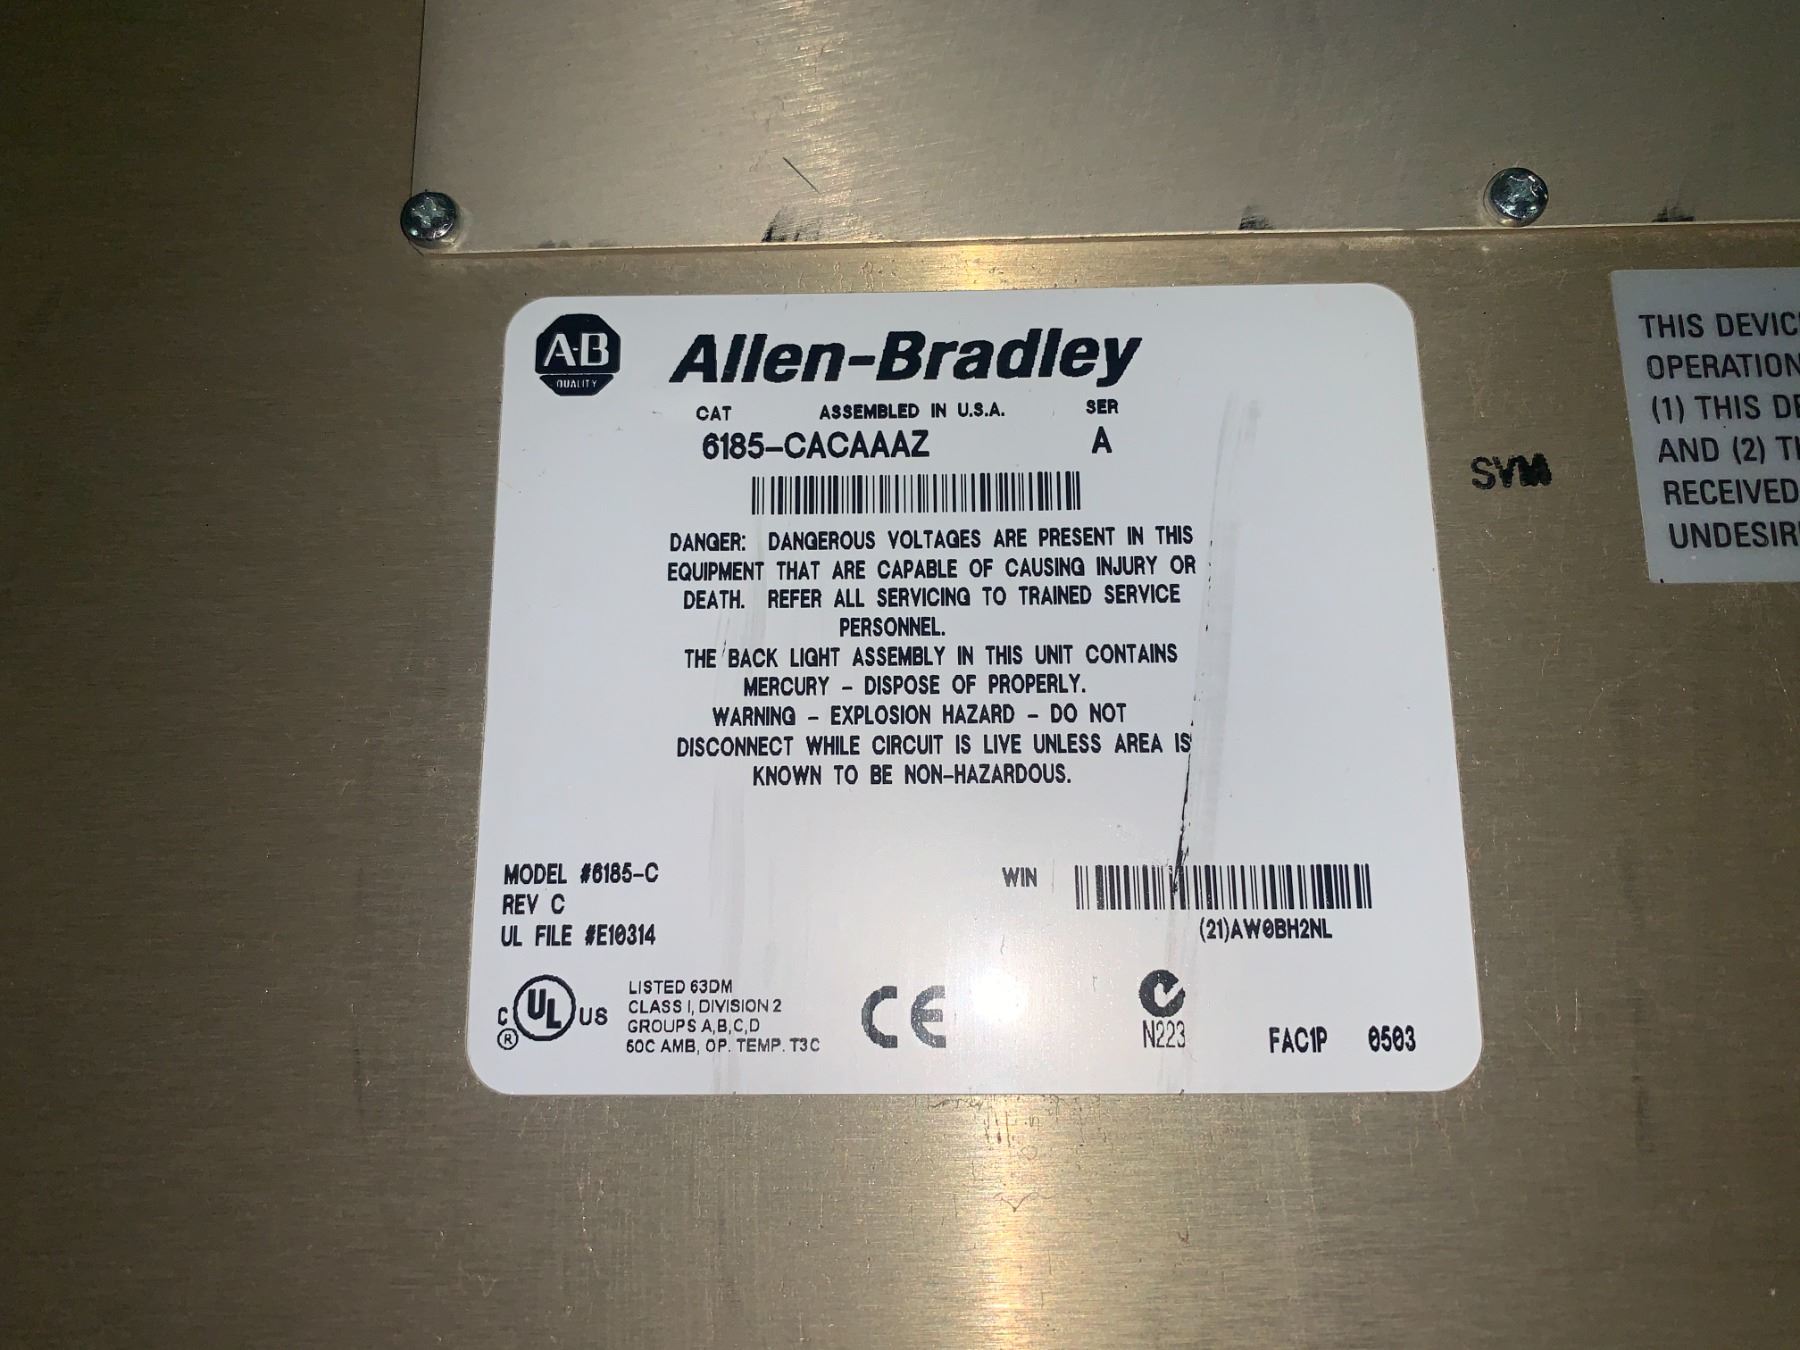 A-B
QUALITY
Allen-Bradley
CAT ASSEMBLED IN U.S.A. SER
6185-CACAAAZ A
DANGER: DANGEROUS VOLTAGES ARE PRESENT IN THIS
EQUIPMENT THAT ARE CAPABLE OF CAUSING INJURY OR
DEATH. REFER ALL SERVICING TO TRAINED SERVICE
PERSONNEL.
THE BACK LIGHT ASSEMBLY IN THIS UNIT CONTAINS
MERCURY - DISPOSE OF PROPERLY.
WARNING - EXPLOSION HAZARD - DO NOT
DISCONNECT WHILE CIRCUIT IS LIVE UNLESS AREA IS
KNOWN TO BE NON-HAZARDOUS.
MODEL #6185-C
REV C
UL FILE #E10314
WIN
(21)AW0BH2NL
C UL US
®
LISTED 63DM
CLASS I, DIVISION 2
GROUPS A,B,C,D
50C AMB, OP. TEMP. T3C
CE
N223
FAC1P 0503
SVM
THIS DEVIC
OPERATION
(1) THIS DE
AND (2) TH
RECEIVED
UNDESIR